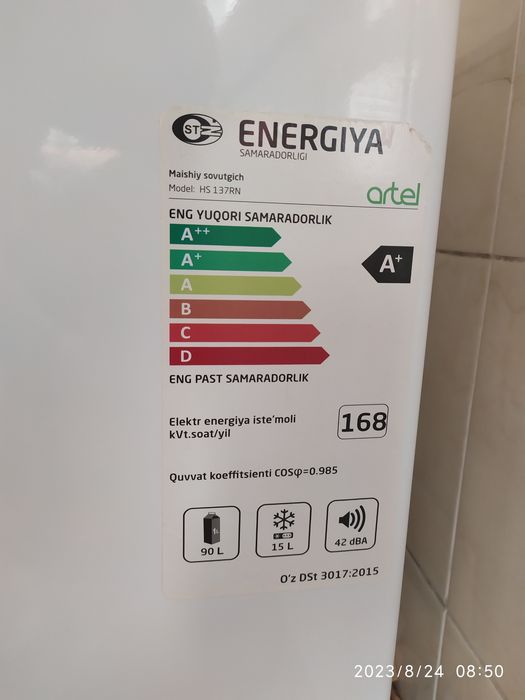 ST
ENERGIYA
SAMARADORLIGI
Maishiy sovutgich
Model: HS 137RN
artel
ENG YUQORI SAMARADORLIK
A++
A+
A+
A
B
C
D
ENG PAST SAMARADORLIK
Elektr energiya iste'moli
kVt.soat/yil
168
Quvvat koeffitsienti COSφ=0.985
1L
90 L
15 L
42 dBA
O'z DSt 3017:2015
2023/8/24 08:50